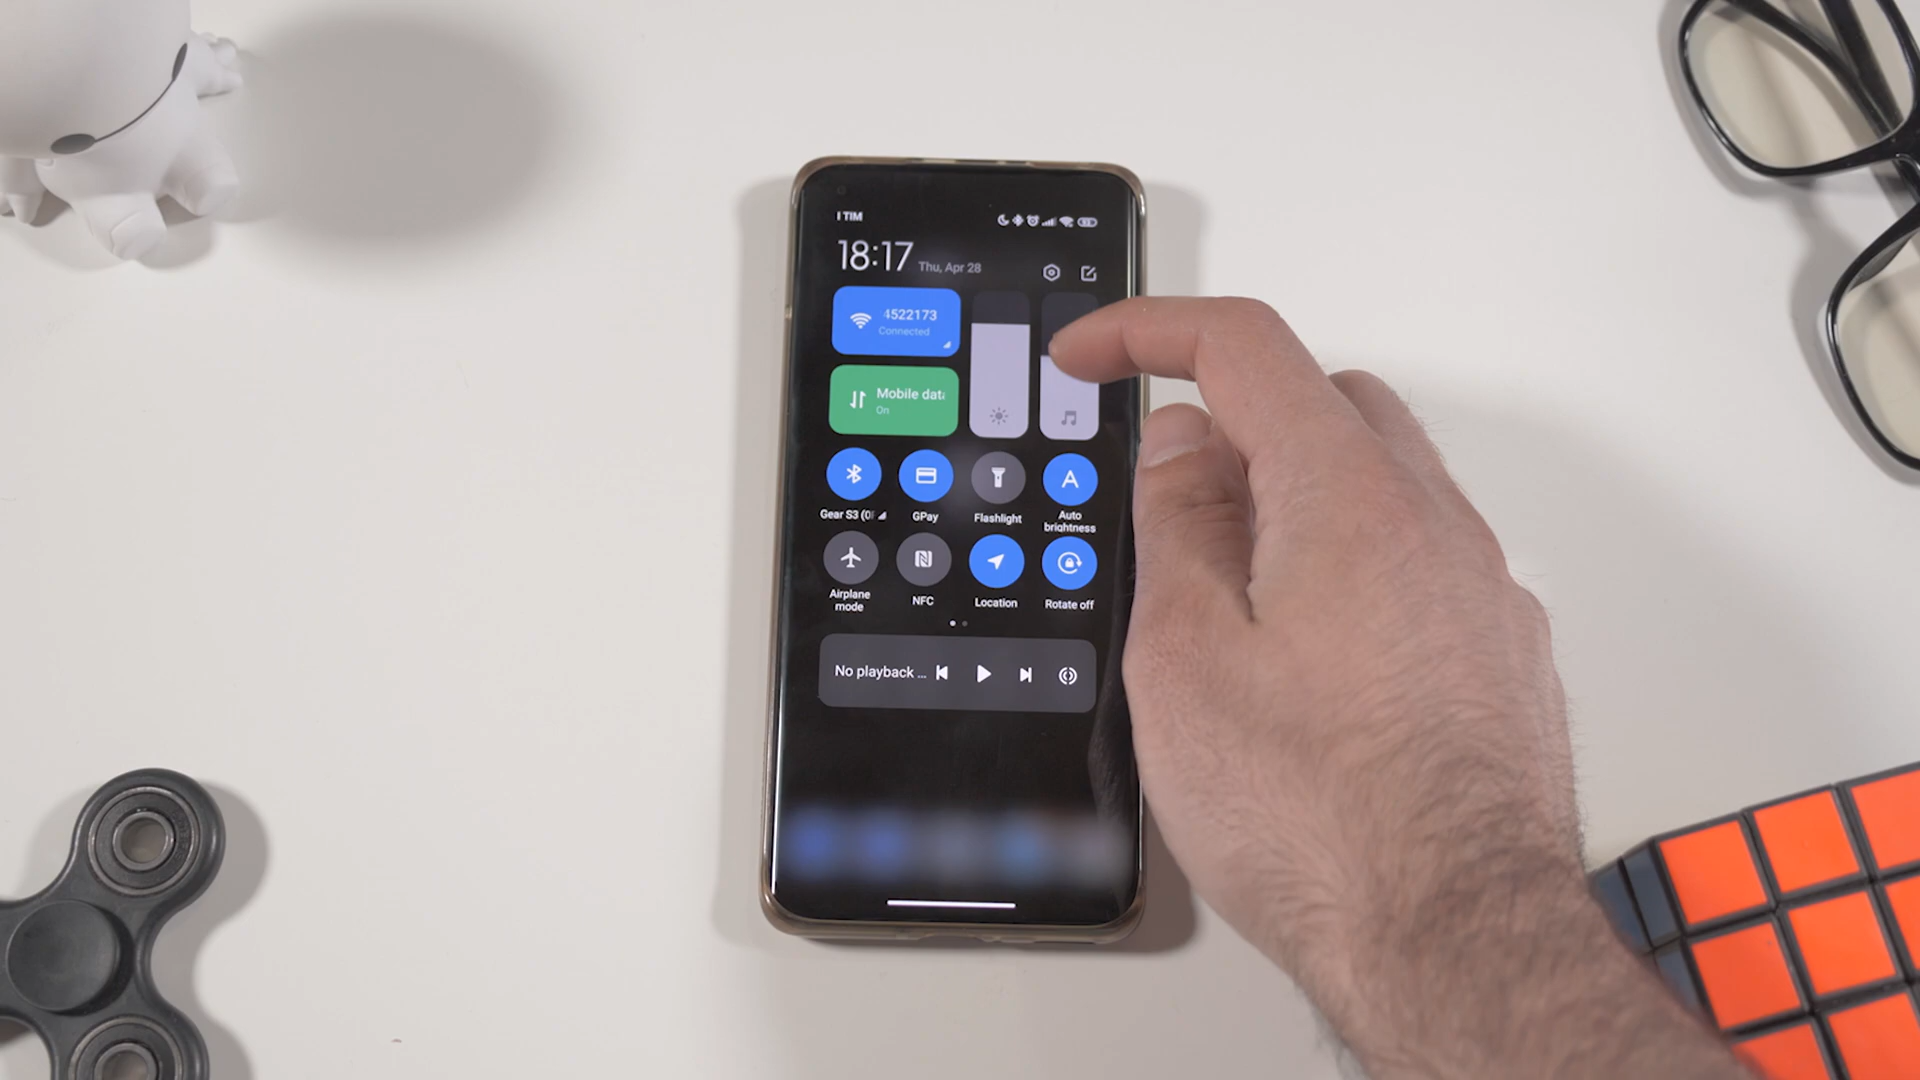 I TIM
18:17 Thu, Apr 28
4522173
Connected
Mobile data
On
Gear S3 (0
GPay
Flashlight
Auto
brightness
Airplane
mode
NFC
Location
Rotate off
No playback ...